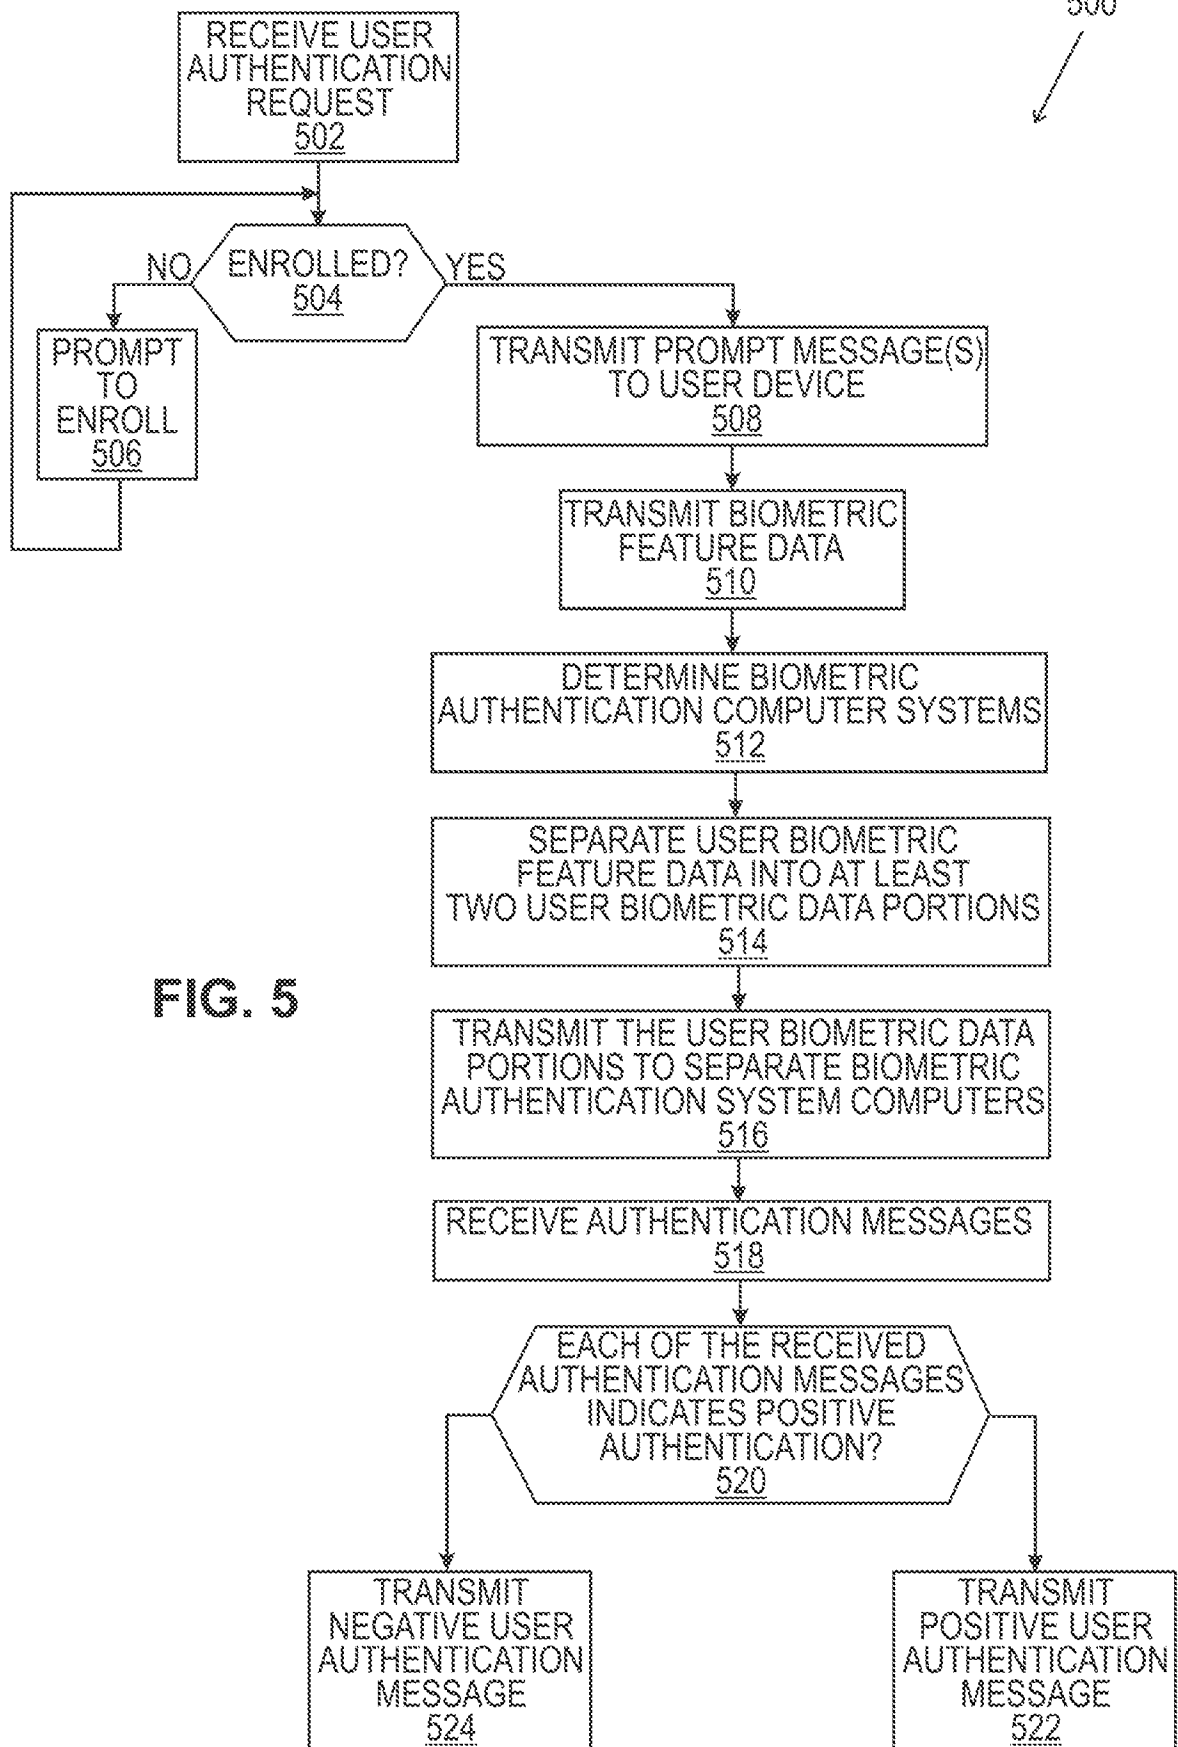 500
RECEIVE USER
AUTHENTICATION
REQUEST
502
NO
ENROLLED?
504
YES
PROMPT
TO
ENROLL
506
TRANSMIT PROMPT MESSAGE(S)
TO USER DEVICE
508
TRANSMIT BIOMETRIC
FEATURE DATA
510
DETERMINE BIOMETRIC
AUTHENTICATION COMPUTER SYSTEMS
512
SEPARATE USER BIOMETRIC
FEATURE DATA INTO AT LEAST
TWO USER BIOMETRIC DATA PORTIONS
514
FIG. 5
TRANSMIT THE USER BIOMETRIC DATA
PORTIONS TO SEPARATE BIOMETRIC
AUTHENTICATION SYSTEM COMPUTERS
516
RECEIVE AUTHENTICATION MESSAGES
518
EACH OF THE RECEIVED
AUTHENTICATION MESSAGES
INDICATES POSITIVE
AUTHENTICATION?
520
TRANSMIT
NEGATIVE USER
AUTHENTICATION
MESSAGE
524
TRANSMIT
POSITIVE USER
AUTHENTICATION
MESSAGE
522